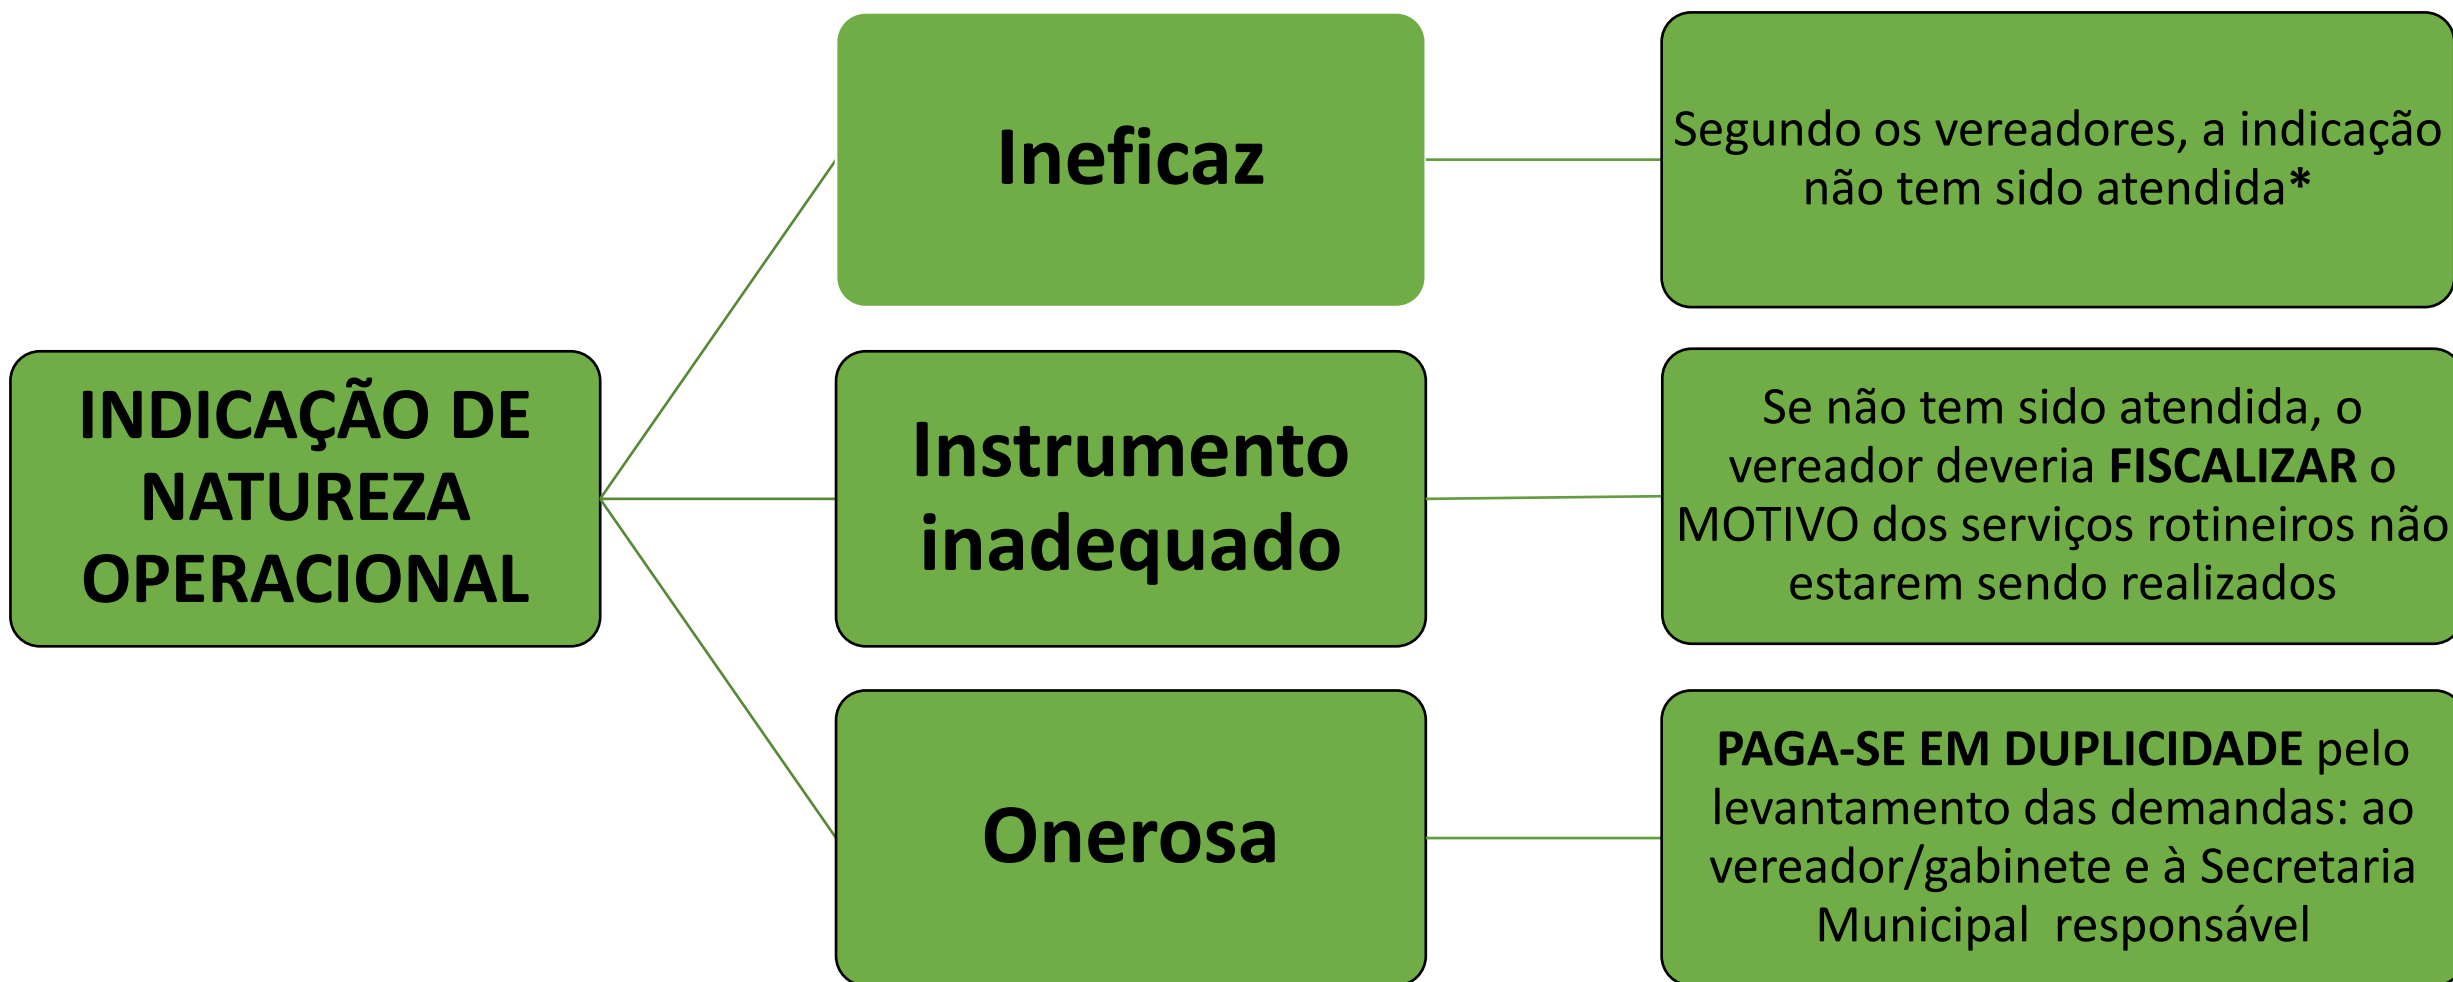 INDICAÇÃO DE
NATUREZA
OPERACIONAL
Ineficaz
Segundo os vereadores, a indicação
não tem sido atendida*
Instrumento
inadequado
Se não tem sido atendida, o
vereador deveria FISCALIZAR o
MOTIVO dos serviços rotineiros não
estarem sendo realizados
Onerosa
PAGA-SE EM DUPLICIDADE pelo
levantamento das demandas: ao
vereador/gabinete e à Secretaria
Municipal  responsável